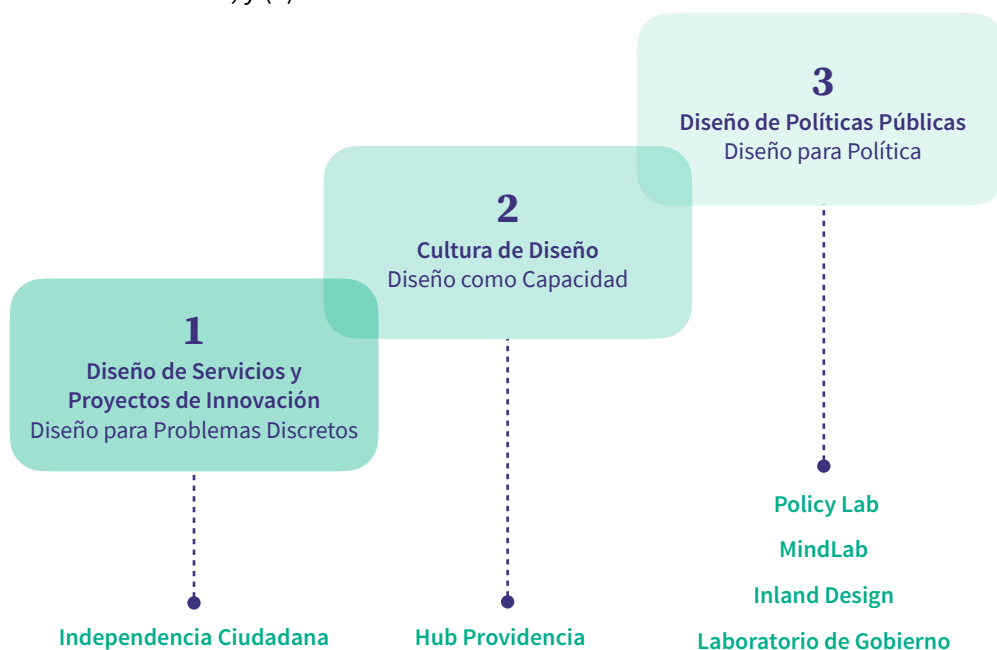 3
Diseño de Políticas Públicas
Diseño para Política
2
Cultura de Diseño
Diseño como Capacidad
1
Diseño de Servicios y
Proyectos de Innovación
Diseño para Problemas Discretos
Policy Lab
MindLab
Inland Design
Laboratorio de Gobierno
Independencia Ciudadana
Hub Providencia